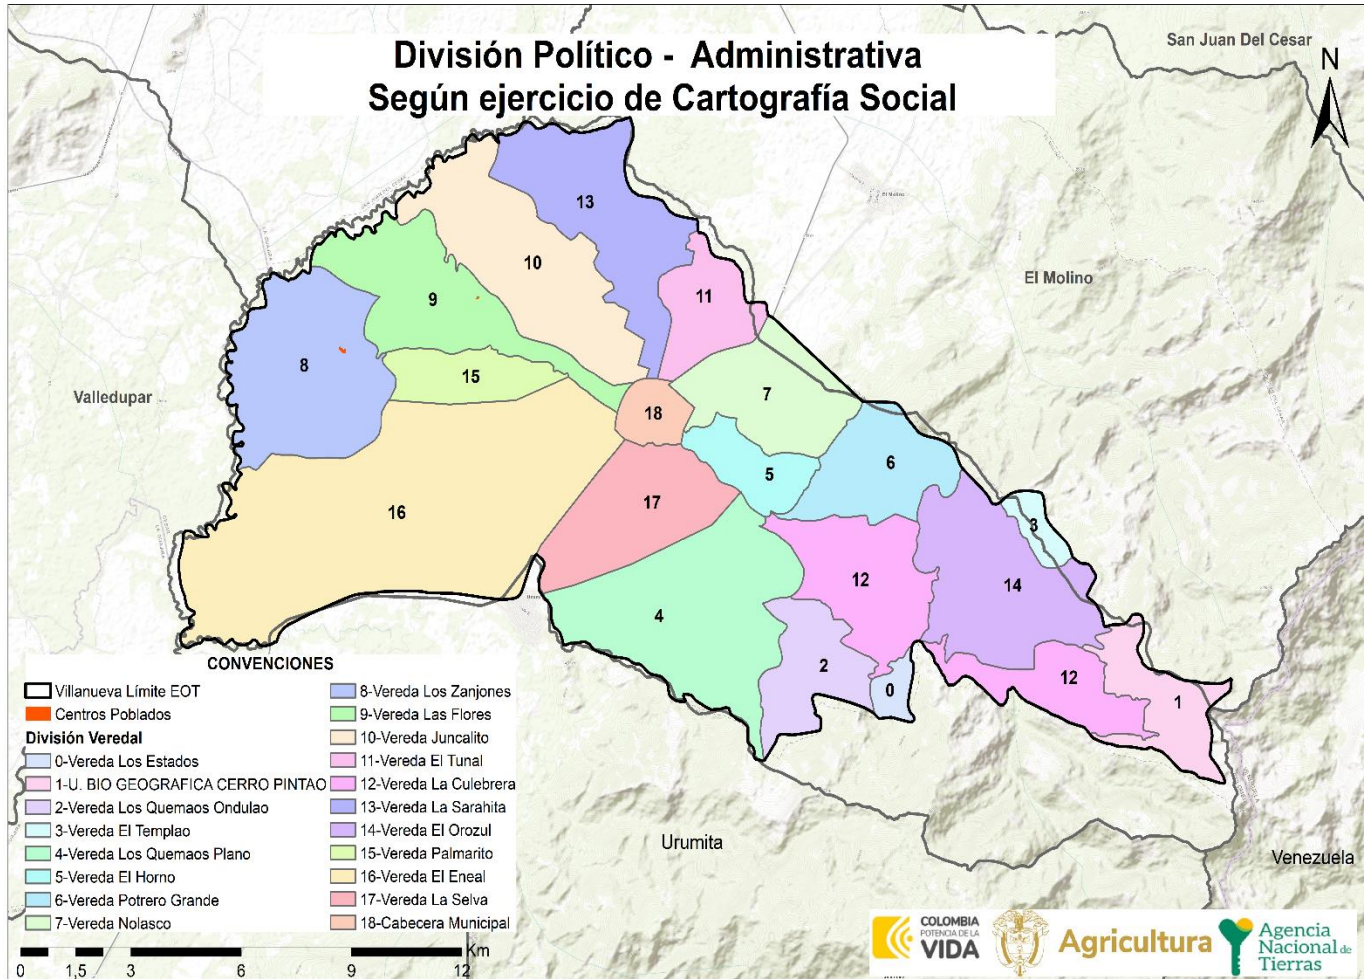 División Político - Administrativa
Según ejercicio de Cartografía Social
San Juan Del Cesar
N
El Molino
El Molino
Valledupar
Urumita
Venezuela
13
10
11
9
8
15
7
18
5
6
16
17
3
12
14
4
2
0
12
1
CONVENCIONES
Villanueva Límite EOT
Centros Poblados
División Veredal
0-Vereda Los Estados
1-U. BIO GEOGRAFICA CERRO PINTAO
2-Vereda Los Quemaos Ondulao
3-Vereda El Templao
4-Vereda Los Quemaos Plano
5-Vereda El Horno
6-Vereda Potrero Grande
7-Vereda Nolasco
8-Vereda Los Zanjones
9-Vereda Las Flores
10-Vereda Juncalito
11-Vereda El Tunal
12-Vereda La Culebrera
13-Vereda La Sarahita
14-Vereda El Orozul
15-Vereda Palmarito
16-Vereda El Eneal
17-Vereda La Selva
18-Cabecera Municipal
Km
0 1,5 3 6 9 12
COLOMBIA
POTENCIA DE LA
VIDA
Agricultura
Agencia
Nacional de
Tierras